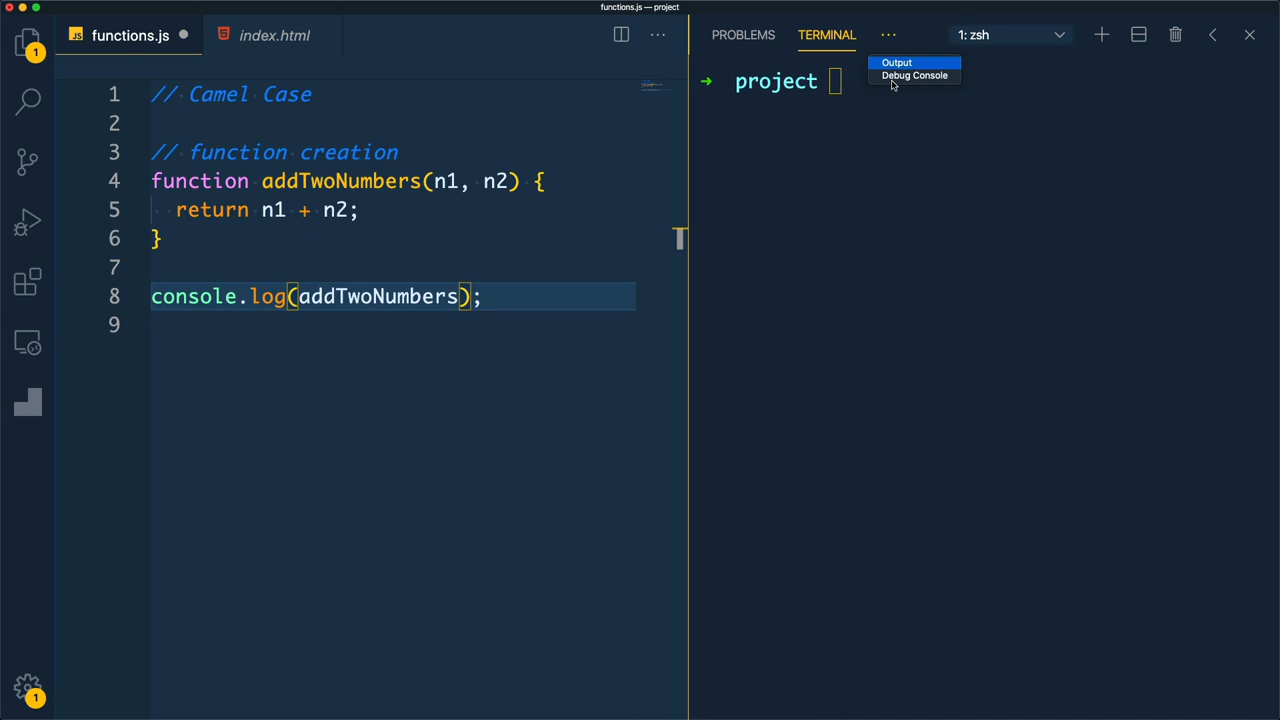 functions.js — project
JS functions.js
index.html
PROBLEMS
TERMINAL
1: zsh
Output
Debug Console
→ project
1
1 // Camel Case
2
3 // function creation
4 function addTwoNumbers(n1, n2) {
5 return n1 + n2;
6 }
7
8 console.log(addTwoNumbers);
9
1